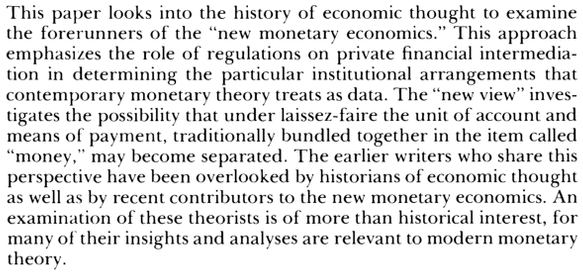 This paper looks into the history of economic thought to examine
the forerunners of the “new monetary economics.” This approach
emphasizes the role of regulations on private financial intermedia-
tion in determining the particular institutional arrangements that
contemporary monetary theory treats as data. The “new view” inves-
tigates the possibility that under laissez-faire the unit of account and
means of payment, traditionally bundled together in the item called
“money,” may become separated. The earlier writers who share this
perspective have been overlooked by historians of economic thought
as well as by recent contributors to the new monetary economics. An
examination of these theorists is of more than historical interest, for
many of their insights and analyses are relevant to modern monetary
theory.